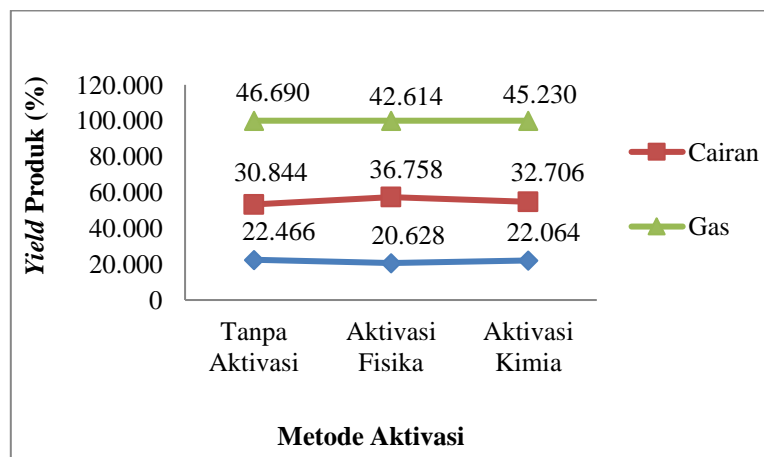 Yield Produk (%)
120.000
100.000
80.000
60.000
40.000
20.000
0
46.690 42.614 45.230
30.844 36.758 32.706
22.466 20.628 22.064
Tanpa Aktivasi Aktivasi
Aktivasi Fisika Kimia
Metode Aktivasi
Cairan
Gas